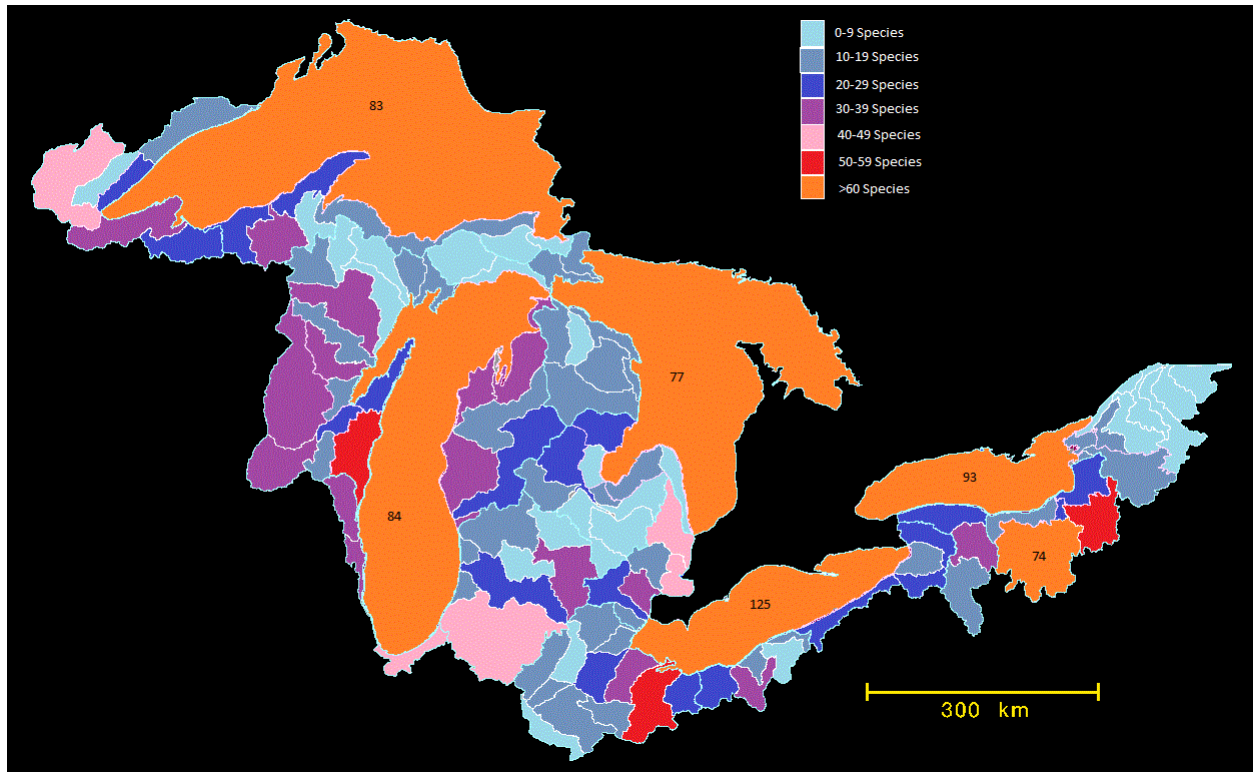 0-9 Species
10-19 Species
20-29 Species
30-39 Species
40-49 Species
50-59 Species
>60 Species
83
77
84
93
74
125
300 km